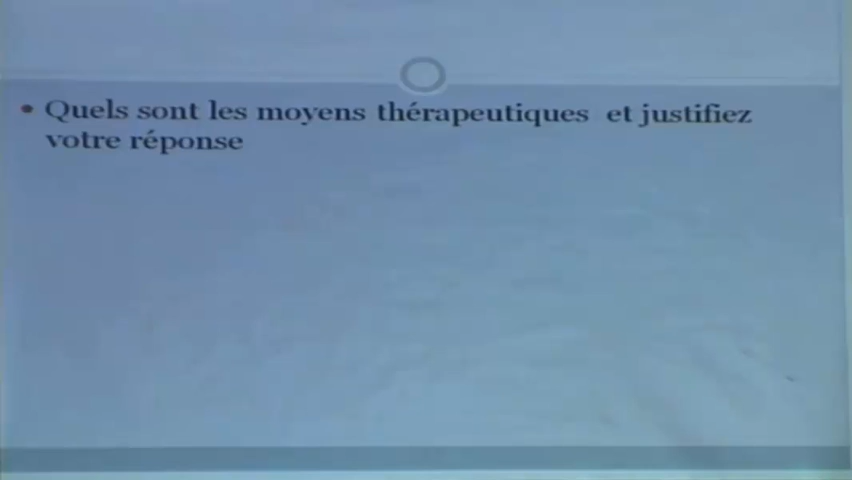 • Quels sont les moyens thérapeutiques et justifiez
votre réponse